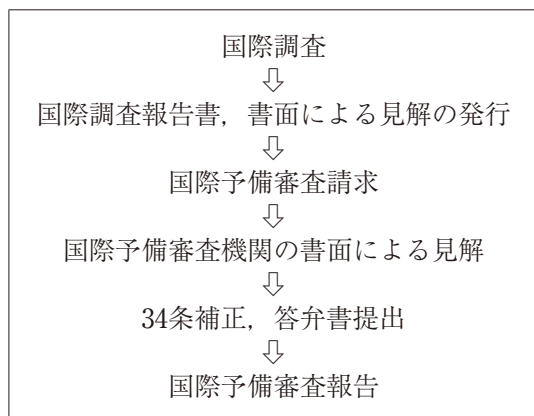 国際調査
⇩
国際調査報告書，書面による見解の発行
⇩
国際予備審査請求
⇩
国際予備審査機関の書面による見解
⇩
34条補正，答弁書提出
⇩
国際予備審査報告